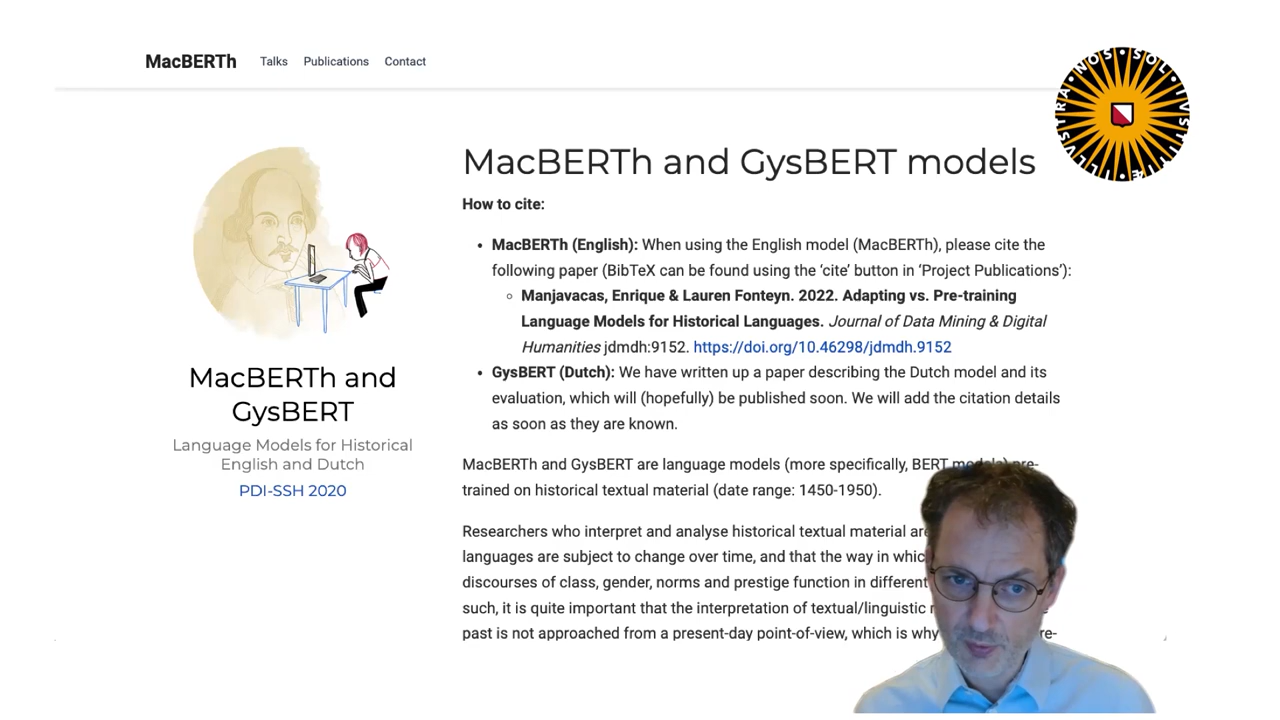 MacBERTh Talks Publications Contact
SOL IVSTITIÆ ILLVSTRA NOS
MacBERTh and GysBERT models
How to cite:
• MacBERTh (English): When using the English model (MacBERTh), please cite the
following paper (BibTeX can be found using the ‘cite’ button in ‘Project Publications’):
Manjavacas, Enrique & Lauren Fonteyn. 2022. Adapting vs. Pre-training
Language Models for Historical Languages. Journal of Data Mining & Digital
Humanities jdmdh:9152. https://doi.org/10.46298/jdmdh.9152
• GysBERT (Dutch): We have written up a paper describing the Dutch model and its
evaluation, which will (hopefully) be published soon. We will add the citation details
as soon as they are known.
MacBERTh and GysBERT are language models (more specifically, BERT models) pre-
trained on historical textual material (date range: 1450-1950).
Researchers who interpret and analyse historical textual material are
languages are subject to change over time, and that the way in which
discourses of class, gender, norms and prestige function in different
such, it is quite important that the interpretation of textual/linguistic
past is not approached from a present-day point-of-view, which is why re-
MacBERTh and
GysBERT
Language Models for Historical
English and Dutch
PDI-SSH 2020